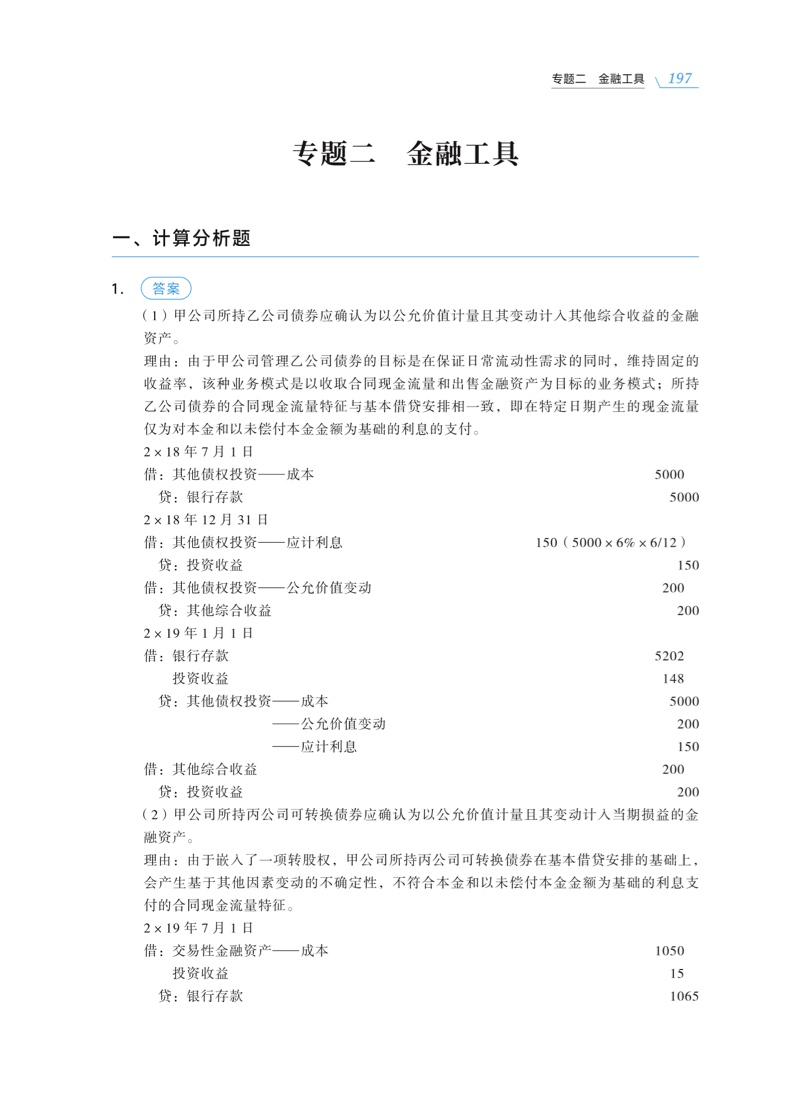 专题二　金融工具　197
专题二　金融工具
一、计算分析题
1. 答案
（1）甲公司所持乙公司债券应确认为以公允价值计量且其变动计入其他综合收益的金融
资产。
理由：由于甲公司管理乙公司债券的目标是在保证日常流动性需求的同时，维持固定的
收益率，该种业务模式是以收取合同现金流量和出售金融资产为目标的业务模式；所持
乙公司债券的合同现金流量特征与基本借贷安排相一致，即在特定日期产生的现金流量
仅为对本金和以未偿付本金金额为基础的利息的支付。
2×18年7月1日
借：其他债权投资——成本　5000
贷：银行存款　5000
2×18年12月31日
借：其他债权投资——应计利息　150（5000×6%×6/12）
贷：投资收益　150
借：其他债权投资——公允价值变动　200
贷：其他综合收益　200
2×19年1月1日
借：银行存款　5202
投资收益　148
贷：其他债权投资——成本　5000
——公允价值变动　200
——应计利息　150
借：其他综合收益　200
贷：投资收益　200
（2）甲公司所持丙公司可转换债券应确认为以公允价值计量且其变动计入当期损益的金
融资产。
理由：由于嵌入了一项转股权，甲公司所持丙公司可转换债券在基本借贷安排的基础上，
会产生基于其他因素变动的不确定性，不符合本金和以未偿付本金金额为基础的利息支
付的合同现金流量特征。
2×19年7月1日
借：交易性金融资产——成本　1050
投资收益　15
贷：银行存款　1065